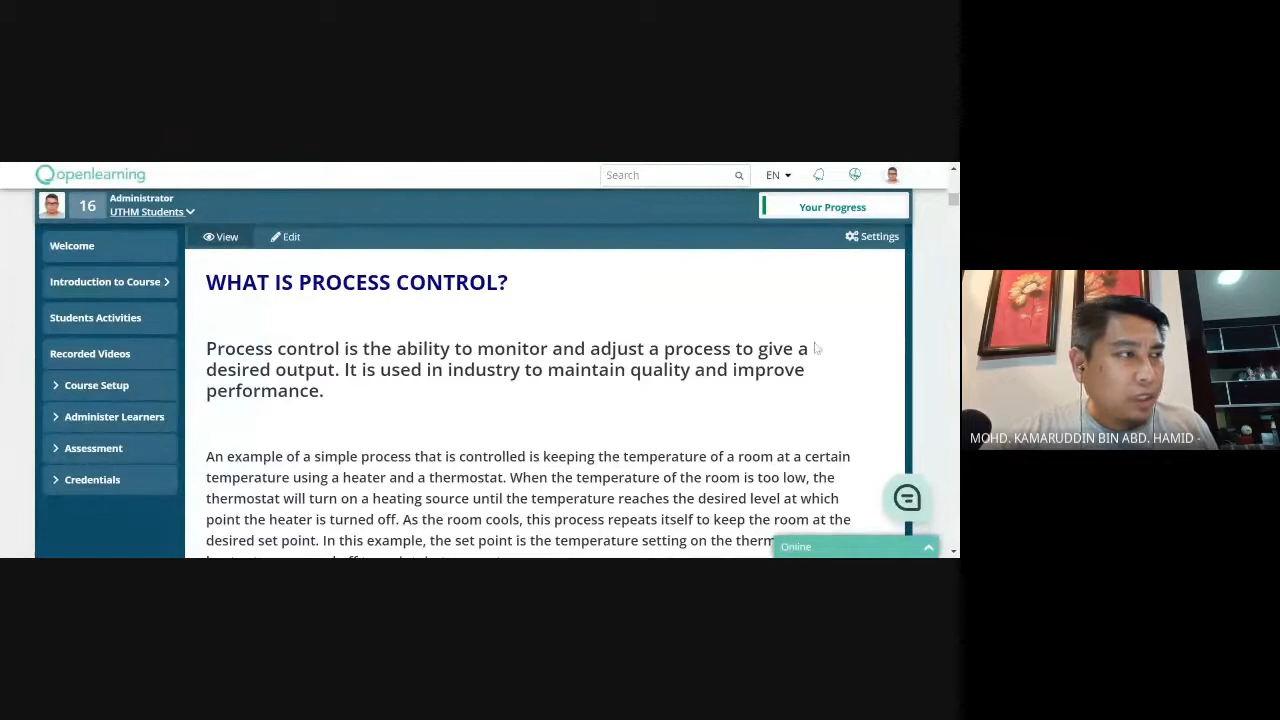 openlearning
Search
EN
16
Administrator
UTHM Students
Your Progress
View
Edit
Settings
Welcome
Introduction to Course
Students Activities
Recorded Videos
Course Setup
Administer Learners
Assessment
Credentials
WHAT IS PROCESS CONTROL?
Process control is the ability to monitor and adjust a process to give a
desired output. It is used in industry to maintain quality and improve
performance.
An example of a simple process that is controlled is keeping the temperature of a room at a certain
temperature using a heater and a thermostat. When the temperature of the room is too low, the
thermostat will turn on a heating source until the temperature reaches the desired level at which
point the heater is turned off. As the room cools, this process repeats itself to keep the room at the
desired set point. In this example, the set point is the temperature setting on the
Online
MOHD. KAMARUDDIN BIN ABD. HAMID -